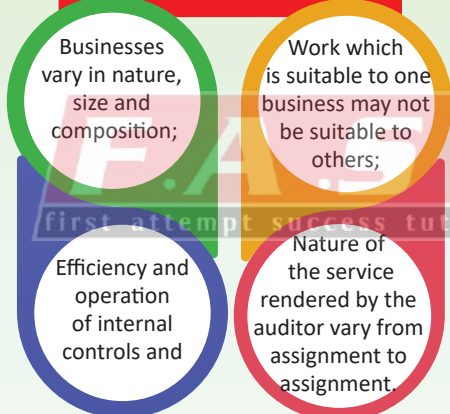 Businesses
vary in nature,
size and
composition;
Work which
is suitable to one
business may not
be suitable to
others;
F.A.S
first attempt success tut
Efficiency and
operation
of internal
controls and
Nature of
the service
rendered by the
auditor vary from
assignment to
assignment.